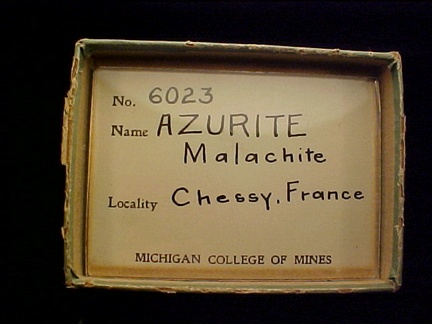 No. 6023
Name AZURITE
Malachite
Locality Chessy, France
MICHIGAN COLLEGE OF MINES